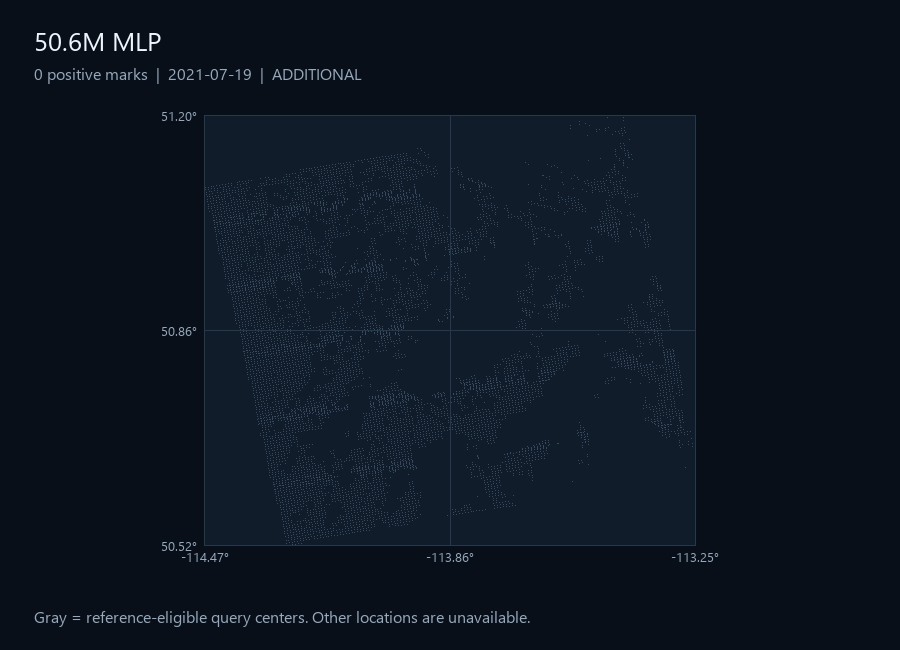 50.6M MLP
0 positive marks | 2021-07-19 | ADDITIONAL
51.20°
50.86°
50.52°
-114.47°
-113.86°
-113.25°
Gray = reference-eligible query centers. Other locations are unavailable.